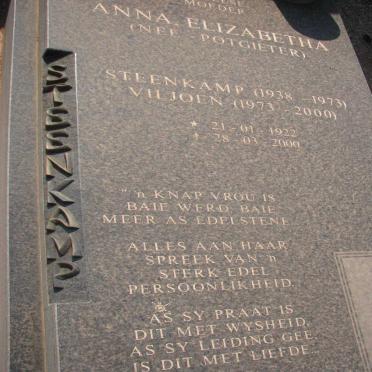 MOEDER
ANNA ELIZABETHA
(NEE POTGIETER)
STEENKAMP (1938 - 1973)
VILJOEN (1973 - 2000)
* 21-01-1922
† 28-03-2000
STEENKAMP
"'n KNAP VROU IS
BAIE WERD, BAIE
MEER AS EDELSTENE.
ALLES AAN HAAR
SPREEK VAN 'n
STERK EDEL
PERSOONLIKHEID.
AS SY PRAAT IS
DIT MET WYSHEID,
AS SY LEIDING GEE
IS DIT MET LIEFDE...